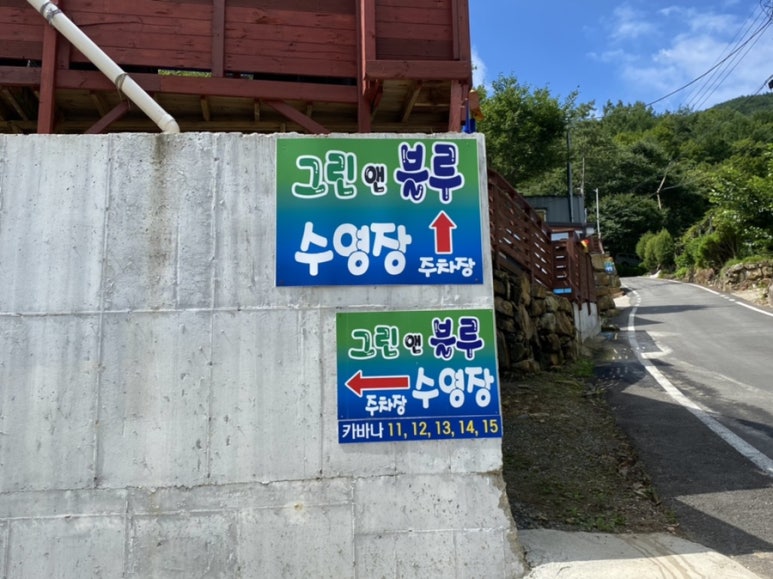 그린 앤 블루
수영장 주차장
그린 앤 블루
주차장 수영장
카바나 11, 12, 13, 14, 15